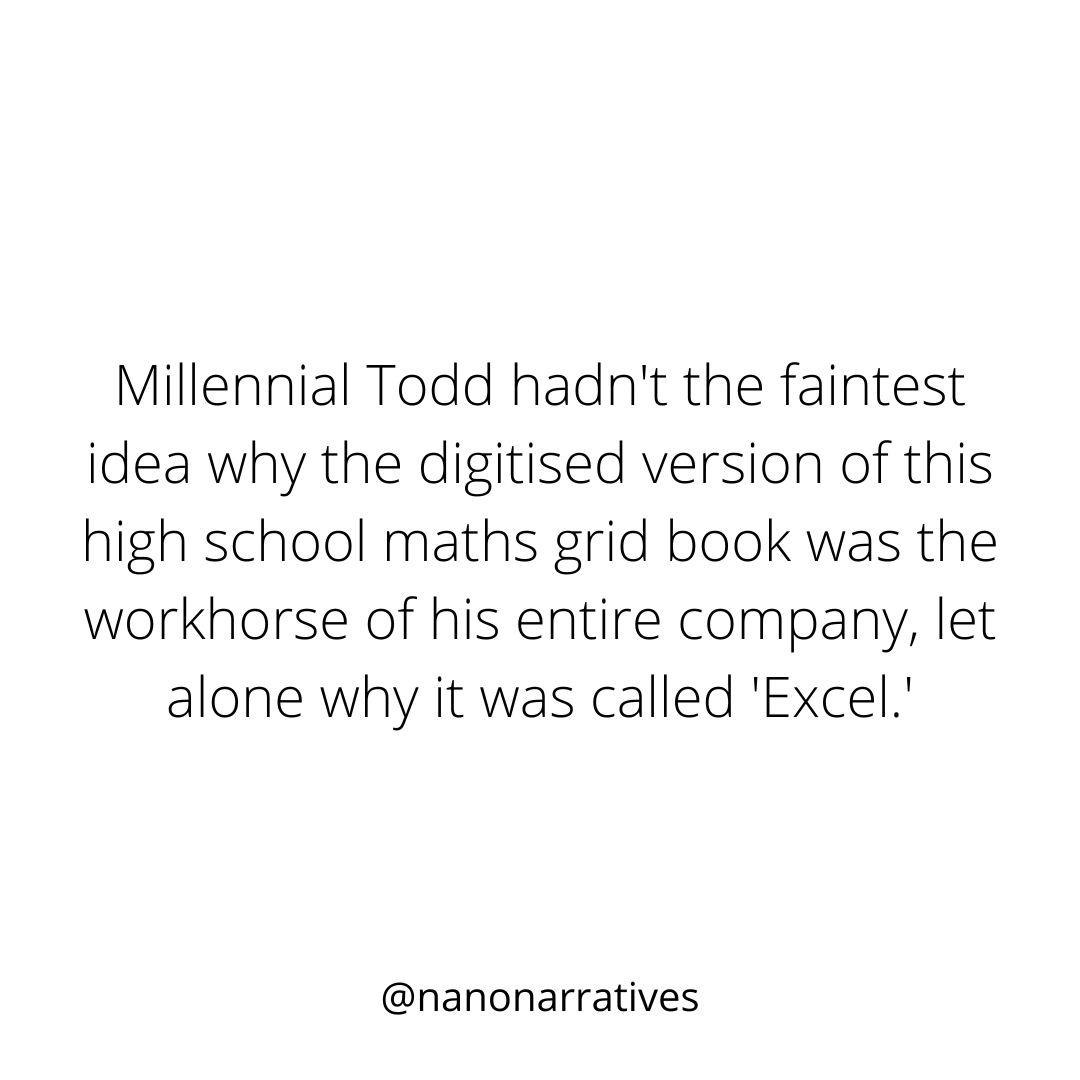 Millennial Todd hadn't the faintest
idea why the digitised version of this
high school maths grid book was the
workhorse of his entire company, let
alone why it was called 'Excel.'
@nanonarratives